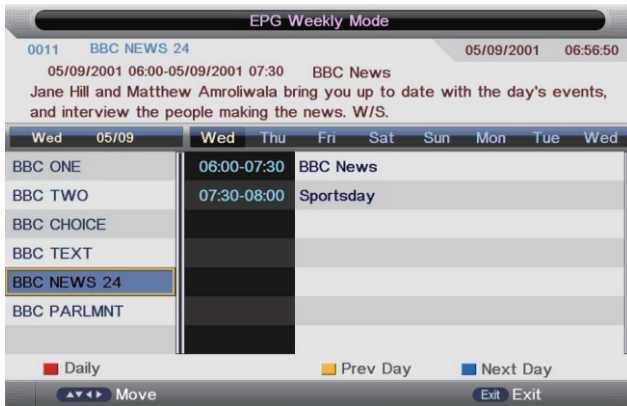 EPG Weekly Mode
0011 BBC NEWS 24 05/09/2001 06:56:50
05/09/2001 06:00-05/09/2001 07:30 BBC News
Jane Hill and Matthew Amroliwala bring you up to date with the day's events,
and interview the people making the news. W/S.
Wed 05/09 Wed Thu Fri Sat Sun Mon Tue Wed
BBC ONE 06:00-07:30 BBC News
BBC TWO 07:30-08:00 Sportsday
BBC CHOICE
BBC TEXT
BBC NEWS 24
BBC PARLMNT
Daily Prev Day Next Day
Move Exit Exit